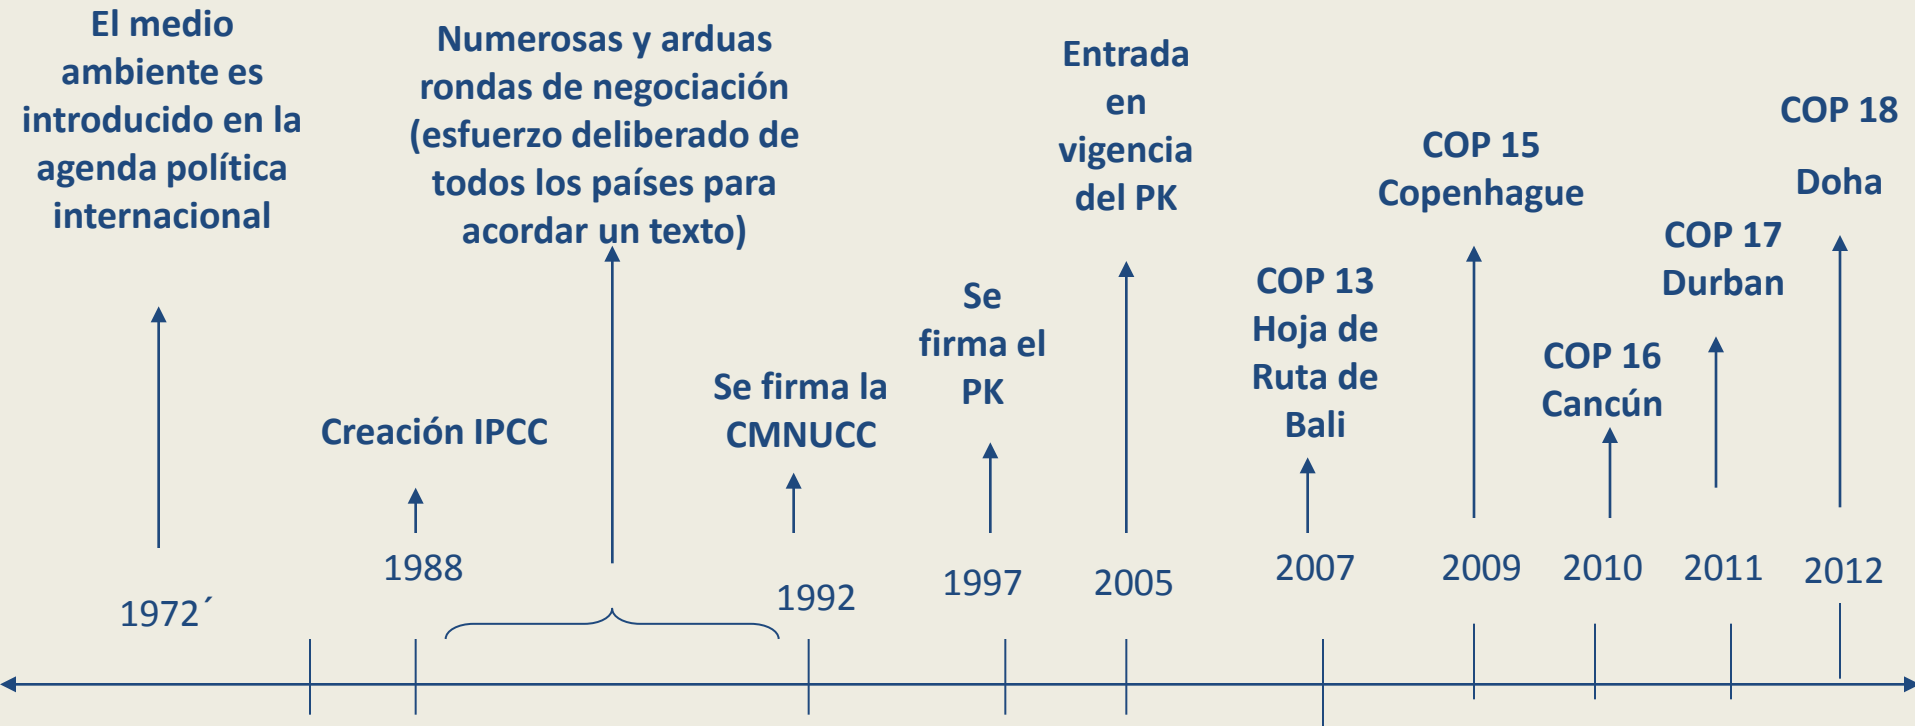 El medio
ambiente es
introducido en la
agenda política
internacional
1972´
Creación IPCC
1988
Numerosas y arduas
rondas de negociación
(esfuerzo deliberado de
todos los países para
acordar un texto)
Se firma la
CMNUCC
1992
Se
firma el
PK
1997
Entrada
en
vigencia
del PK
2005
COP 13
Hoja de
Ruta de
Bali
2007
COP 15
Copenhague
2009
COP 16
Cancún
2010
COP 17
Durban
2011
COP 18
Doha
2012